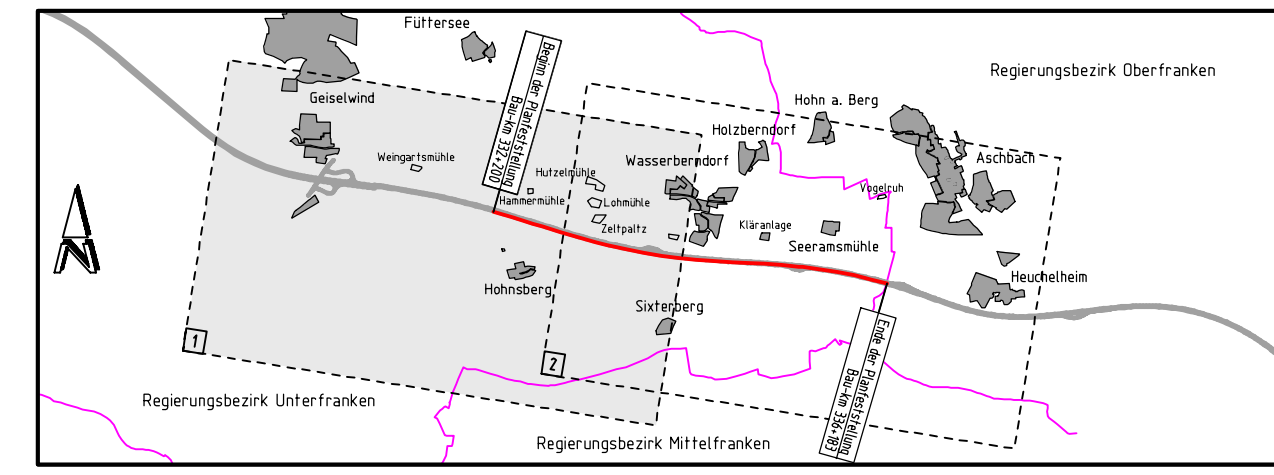 Füttersee
Regierungsbezirk Oberfranken
Geiselwind
Beginn der Planfeststellung
Bau-km 332+200
Hohn a. Berg
Holzberndorf
Weingartsmühle
Wasserberndorf
Aschbach
Hutzelmühle
Hammermühle
Lohmühle
Vogelruh
Zeltpaltz
Kläranlage
Seeramsmühle
N
Hohnsberg
Heuchelheim
Sixterberg
1
2
Ende der Planfeststellung
Bau-km 336+183
Regierungsbezirk Unterfranken
Regierungsbezirk Mittelfranken